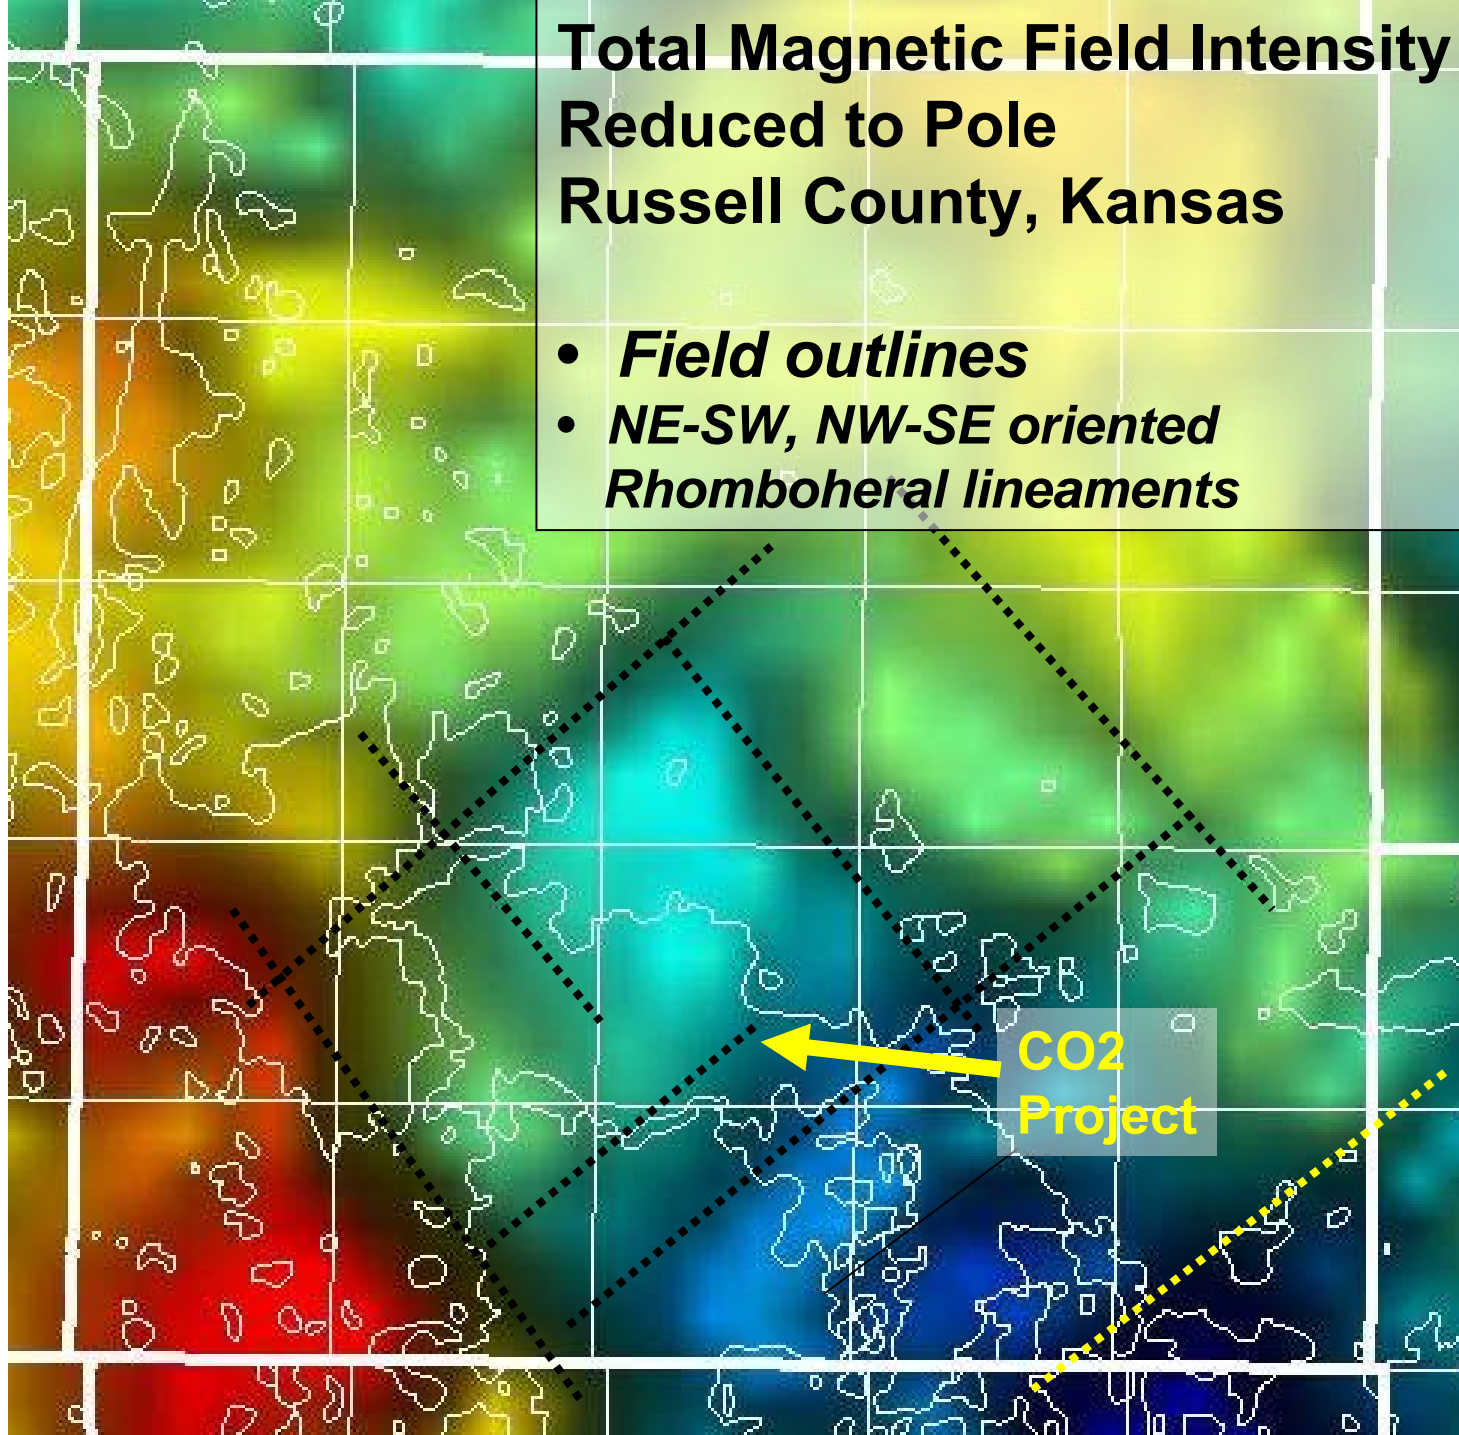 Total Magnetic Field Intensity
Reduced to Pole
Russell County, Kansas
• Field outlines
• NE-SW, NW-SE oriented
Rhomboheral lineaments
CO2
Project